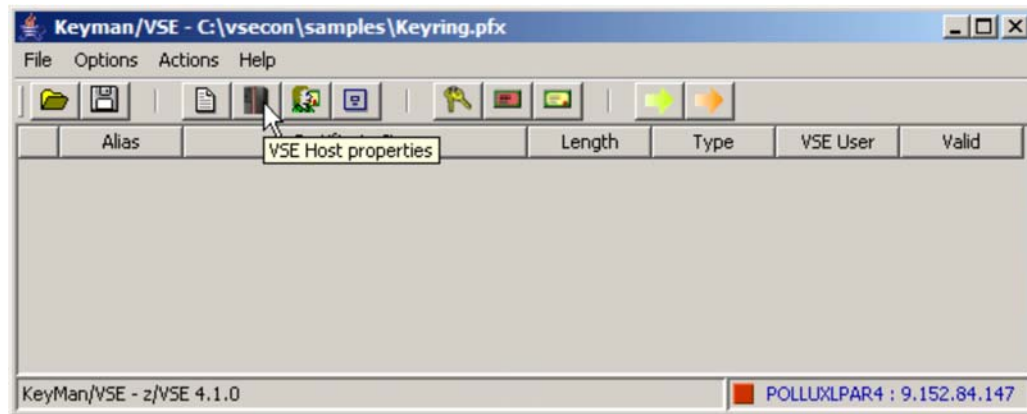 Keyman/VSE - C:\vsecon\samples\Keyring.pfx
File Options Actions Help
Alias Length Type VSE User Valid
VSE Host properties
KeyMan/VSE - z/VSE 4.1.0
POLLUXLPAR4 : 9.152.84.147